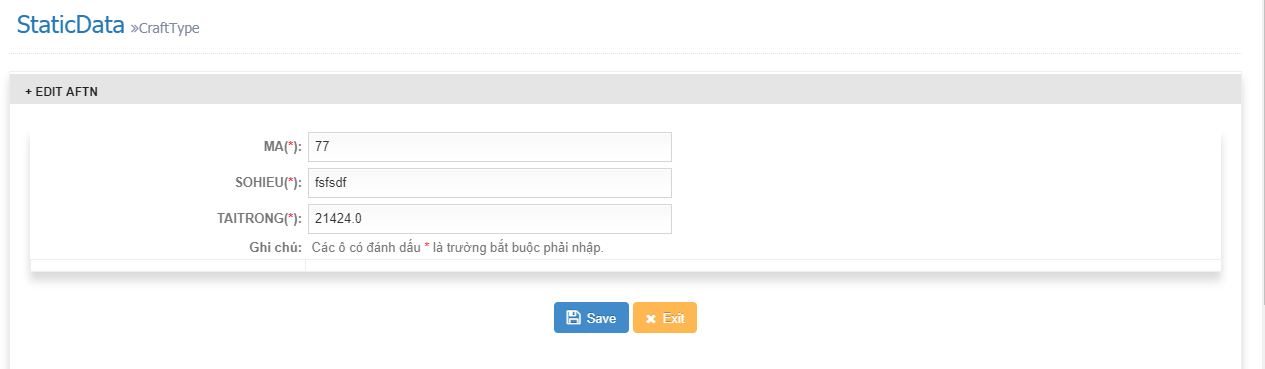 StaticData »CraftType
+ EDIT AFTN
MA(*): 77
SOHIEU(*): fsfsdf
TAITRONG(*): 21424.0
Ghi chú: Các ô có đánh dấu * là trường bắt buộc phải nhập.
Save Exit